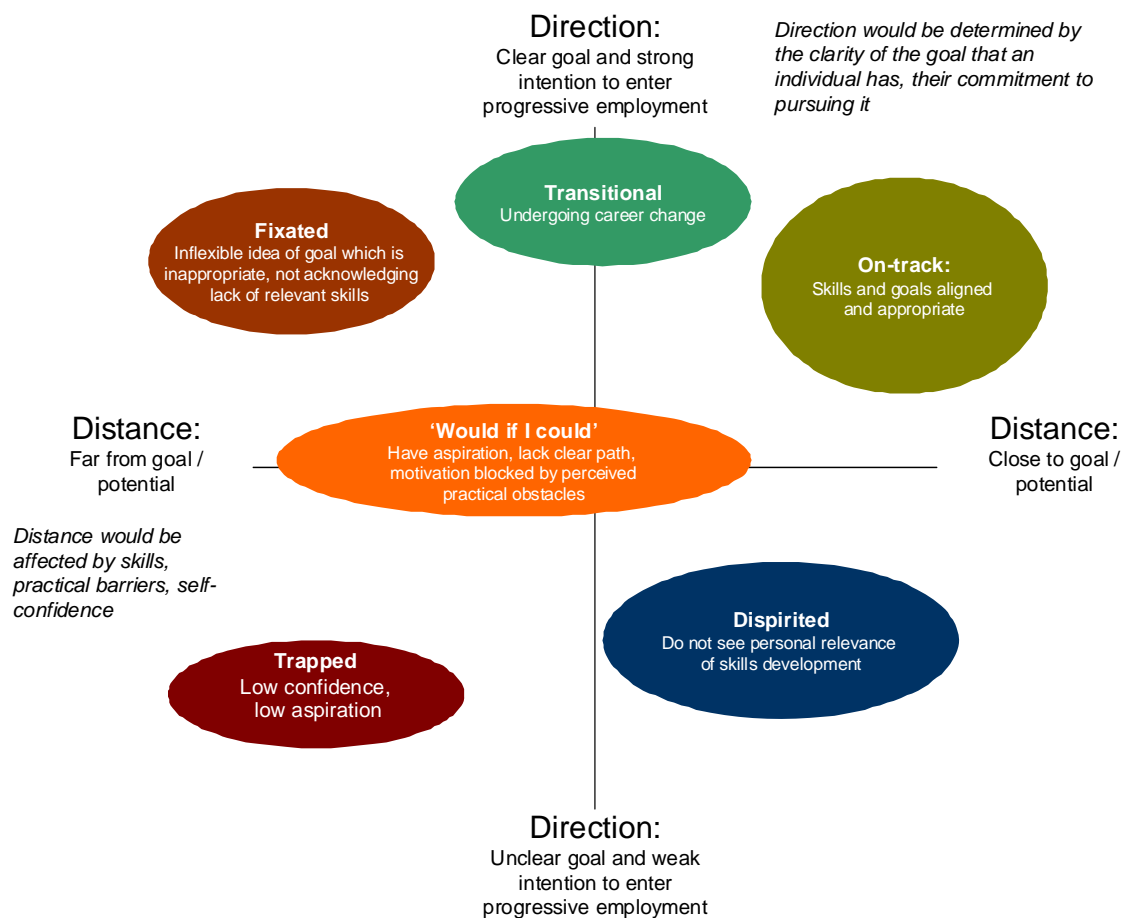 Direction:
Clear goal and strong
intention to enter
progressive employment
Direction would be determined by
the clarity of the goal that an
individual has, their commitment to
pursuing it
Transitional
Undergoing career change
Fixated
Inflexible idea of goal which is
inappropriate, not acknowledging
lack of relevant skills
On-track:
Skills and goals aligned
and appropriate
Distance:
Far from goal /
potential
‘Would if I could’
Have aspiration, lack clear path,
motivation blocked by perceived
practical obstacles
Distance:
Close to goal /
potential
Distance would be
affected by skills,
practical barriers, self-
confidence
Dispirited
Do not see personal relevance
of skills development
Trapped
Low confidence,
low aspiration
Direction:
Unclear goal and weak
intention to enter
progressive employment